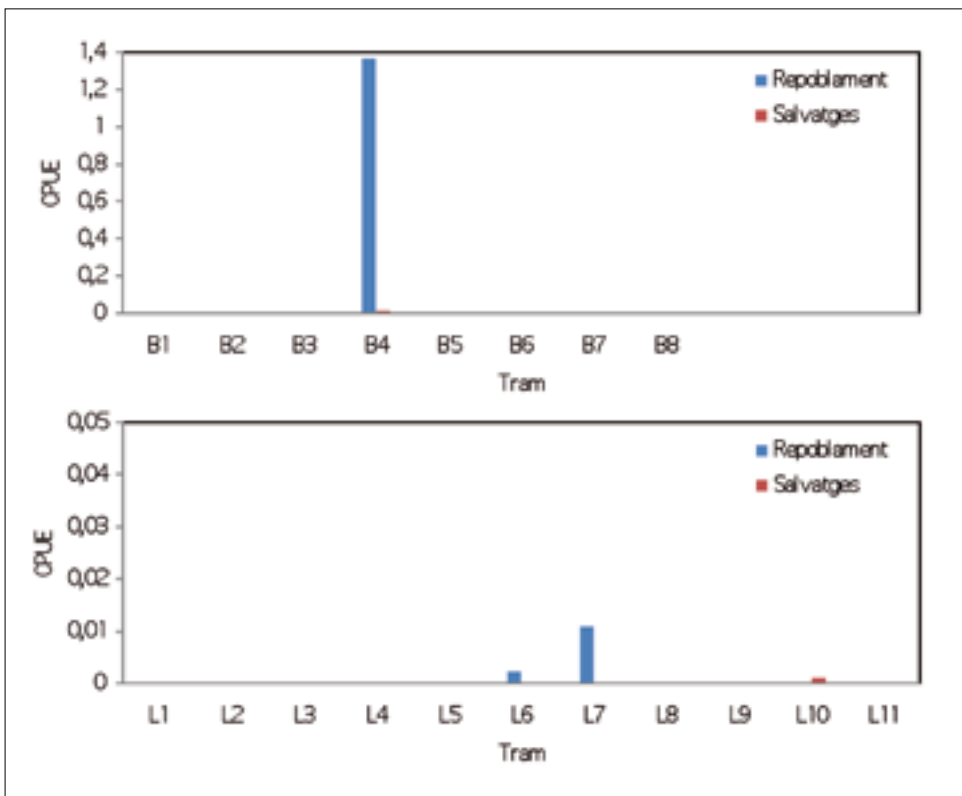 1,4
1,2
1
0,8
0,6
0,4
0,2
0
CPUE
Repoblament
Salvatges
B1 B2 B3 B4 B5 B6 B7 B8
Tram
0,05
0,04
0,03
0,02
0,01
0
CPUE
Repoblament
Salvatges
L1 L2 L3 L4 L5 L6 L7 L8 L9 L10 L11
Tram